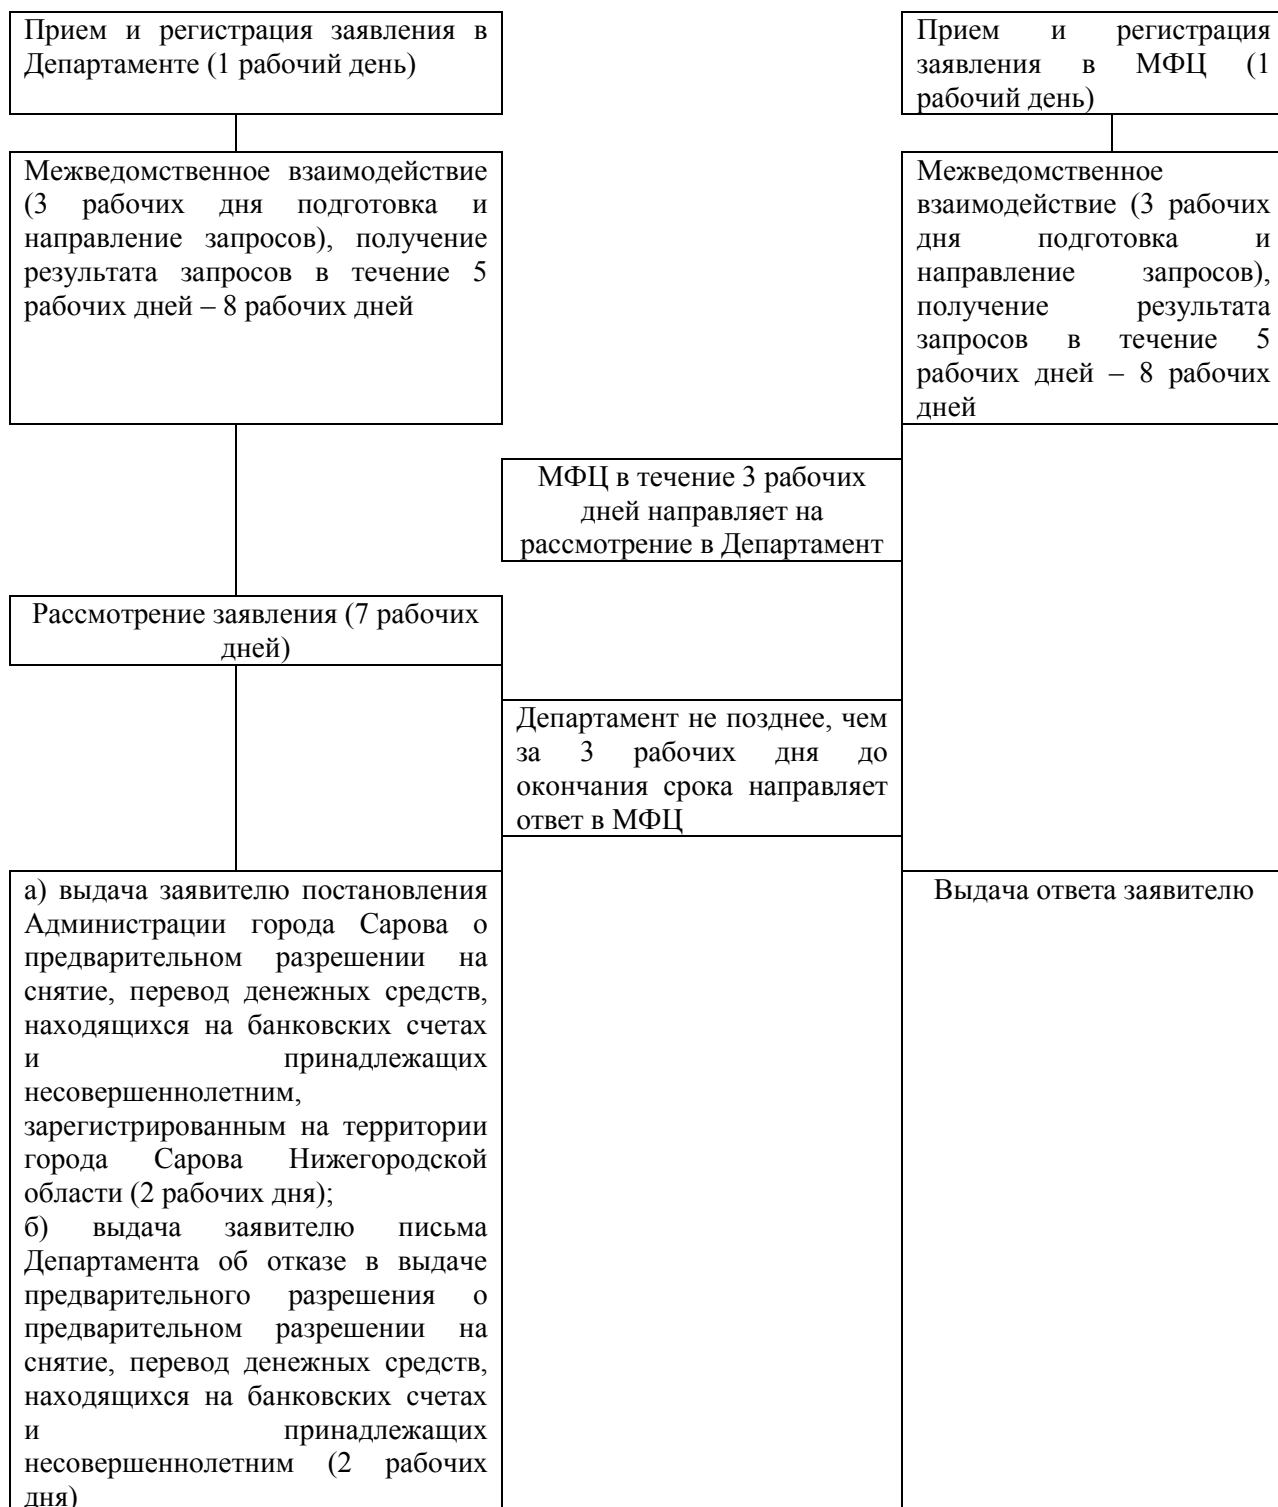 Прием и регистрация заявления в
Департаменте (1 рабочий день)
Прием и регистрация
заявления в МФЦ (1
рабочий день)
Межведомственное взаимодействие
(3 рабочих дня подготовка и
направление запросов), получение
результата запросов в течение 5
рабочих дней – 8 рабочих дней
Межведомственное
взаимодействие (3 рабочих
дня подготовка и
направление запросов),
получение результата
запросов в течение 5
рабочих дней – 8 рабочих
дней
МФЦ в течение 3 рабочих
дней направляет на
рассмотрение в Департамент
Рассмотрение заявления (7 рабочих
дней)
Департамент не позднее, чем
за 3 рабочих дня до
окончания срока направляет
ответ в МФЦ
а) выдача заявителю постановления
Администрации города Сарова о
предварительном разрешении на
снятие, перевод денежных средств,
находящихся на банковских счетах
и принадлежащих
несовершеннолетним,
зарегистрированным на территории
города Сарова Нижегородской
области (2 рабочих дня);
б) выдача заявителю письма
Департамента об отказе в выдаче
предварительного разрешения о
предварительном разрешении на
снятие, перевод денежных средств,
находящихся на банковских счетах
и принадлежащих
несовершеннолетним (2 рабочих
дня)
Выдача ответа заявителю